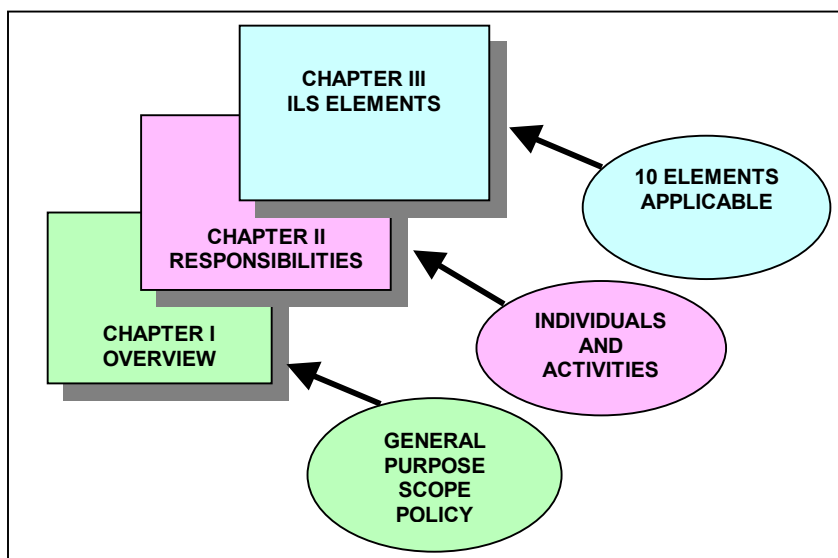 CHAPTER III
ILS ELEMENTS
10 ELEMENTS
APPLICABLE
CHAPTER II
RESPONSIBILITIES
INDIVIDUALS
AND
ACTIVITIES
CHAPTER I
OVERVIEW
GENERAL
PURPOSE
SCOPE
POLICY